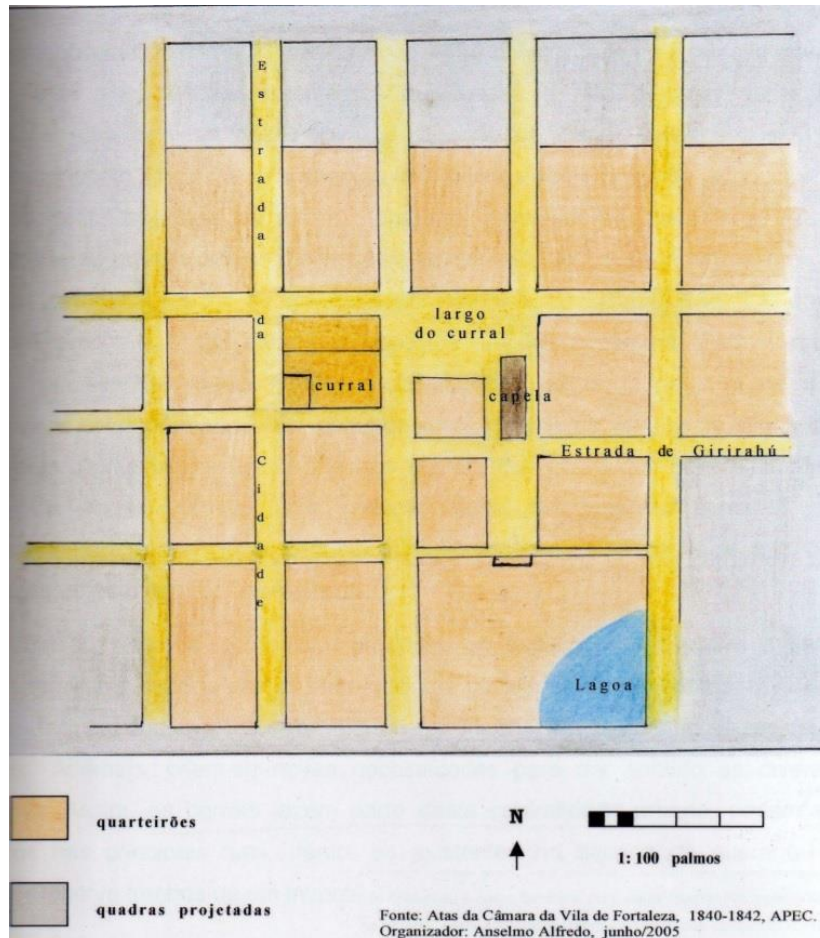 Estrada
da
Cidade
largo
do curral
curral
capela
Estrada de Girirahú
Lagoa
quarteirões
quadras projetadas
N
1: 100 palmos
Fonte: Atas da Câmara da Vila de Fortaleza, 1840-1842, APEC.
Organizador: Anselmo Alfredo, junho/2005